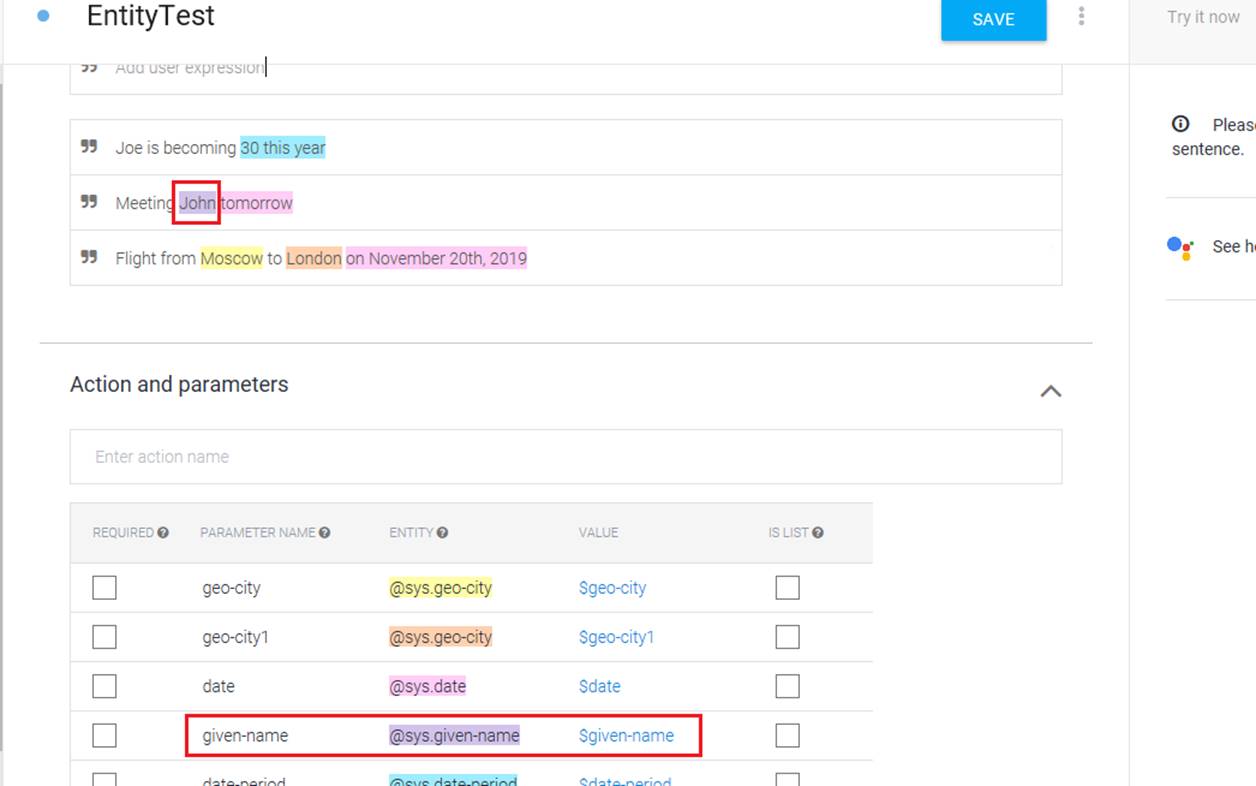 EntityTest
SAVE
Try it now
Add user expression
Joe is becoming 30 this year
Meeting John tomorrow
Flight from Moscow to London on November 20th, 2019
Pleas
sentence.
See h
Action and parameters
Enter action name
REQUIRED PARAMETER NAME ENTITY VALUE IS LIST
geo-city @sys.geo-city $geo-city
geo-city1 @sys.geo-city $geo-city1
date @sys.date $date
given-name @sys.given-name $given-name
date-period @sys.date-period $date-period